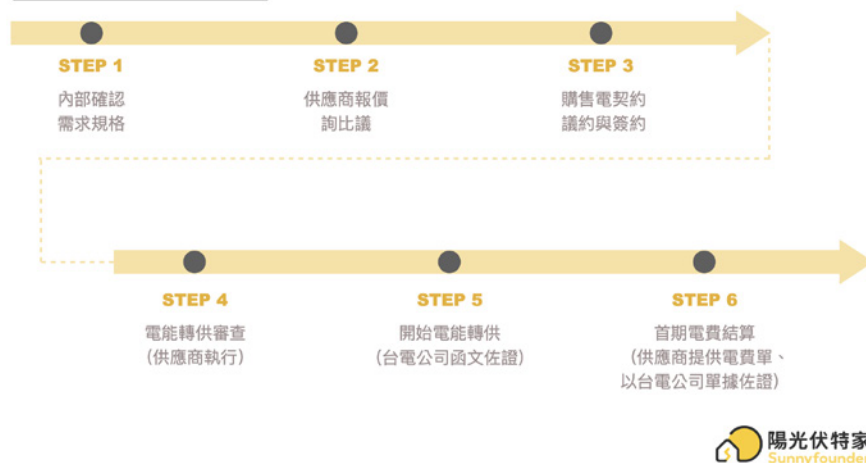 STEP 1
內部確認
需求規格
STEP 2
供應商報價
詢比議
STEP 3
購售電契約
議約與簽約
STEP 4
電能轉供審查
(供應商執行)
STEP 5
開始電能轉供
(台電公司函文佐證)
STEP 6
首期電費結算
(供應商提供電費單、
以台電公司單據佐證)
陽光伏特家
Sunnyfounder